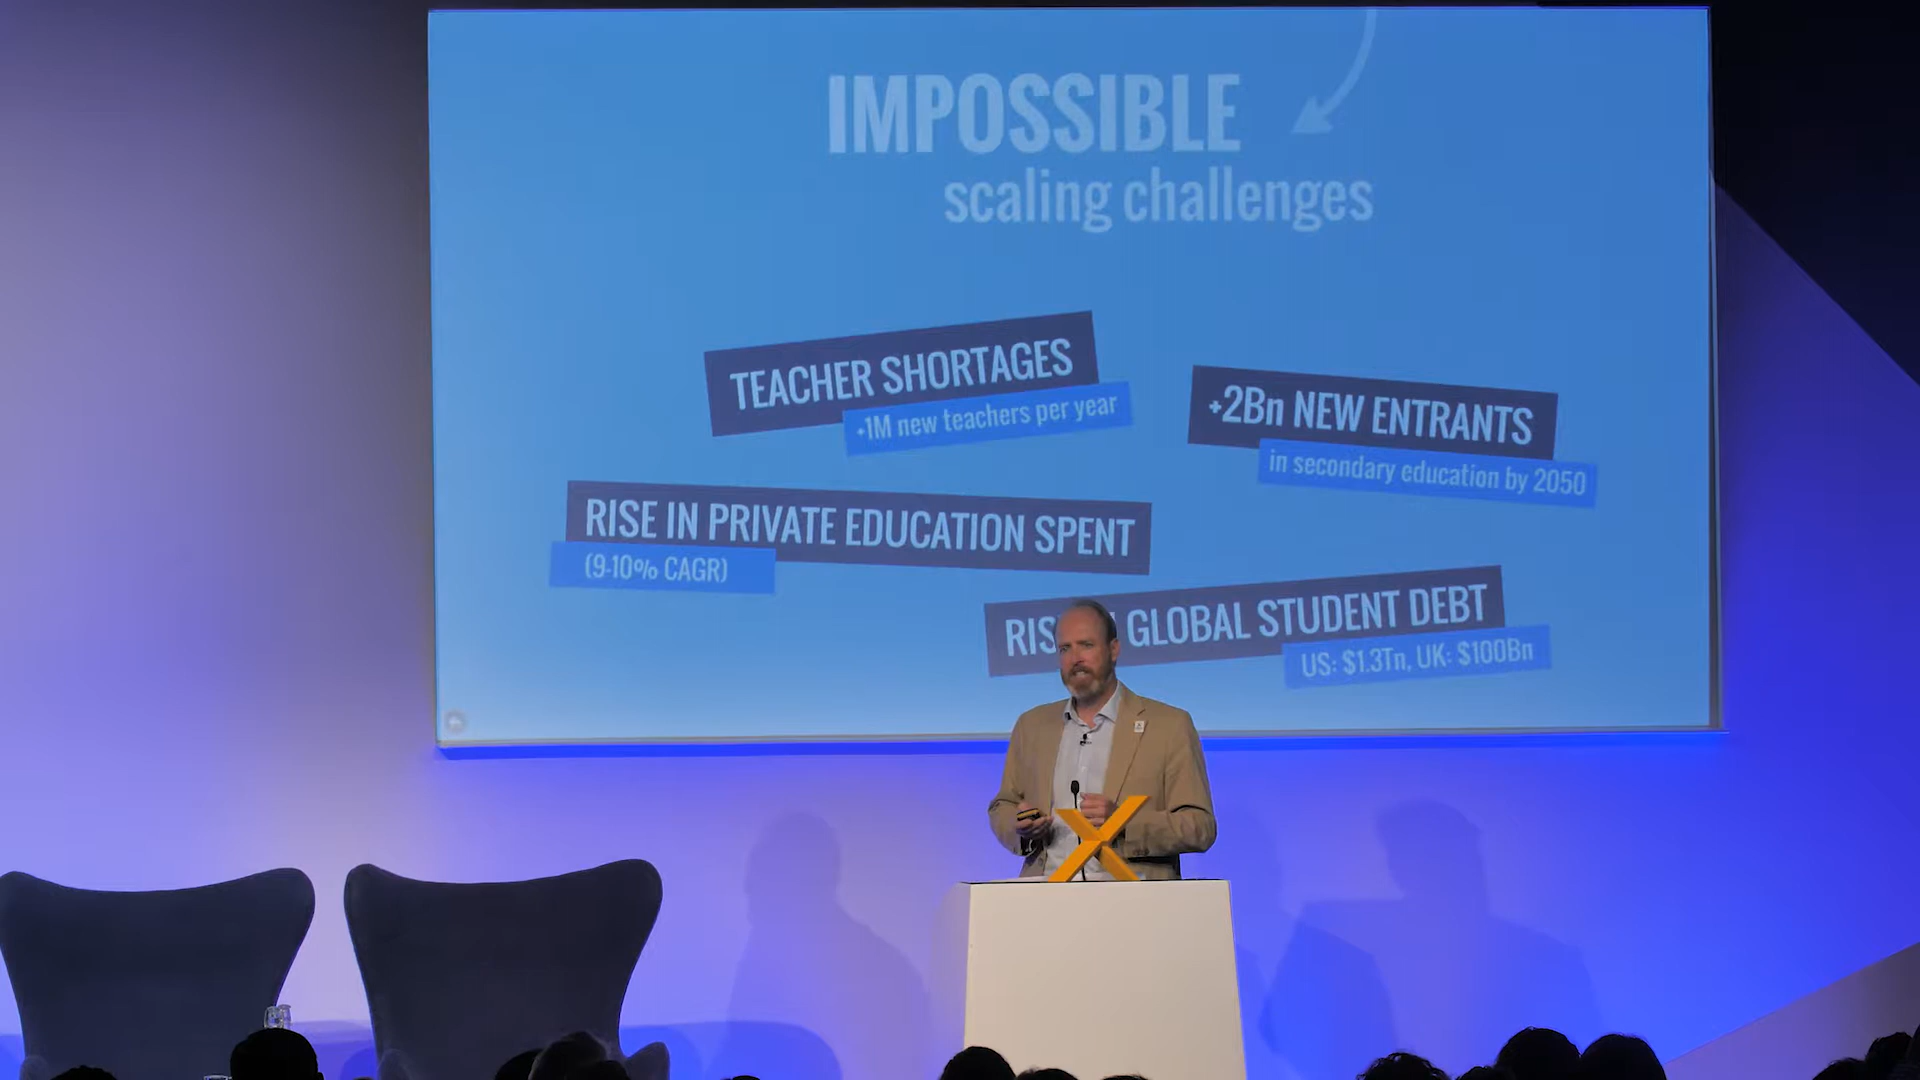 IMPOSSIBLE
scaling challenges
TEACHER SHORTAGES
+1M new teachers per year
+2Bn NEW ENTRANTS
in secondary education by 2050
RISE IN PRIVATE EDUCATION SPENT
(9-10% CAGR)
GLOBAL STUDENT DEBT
US: $1.3Tn, UK: $100Bn
X